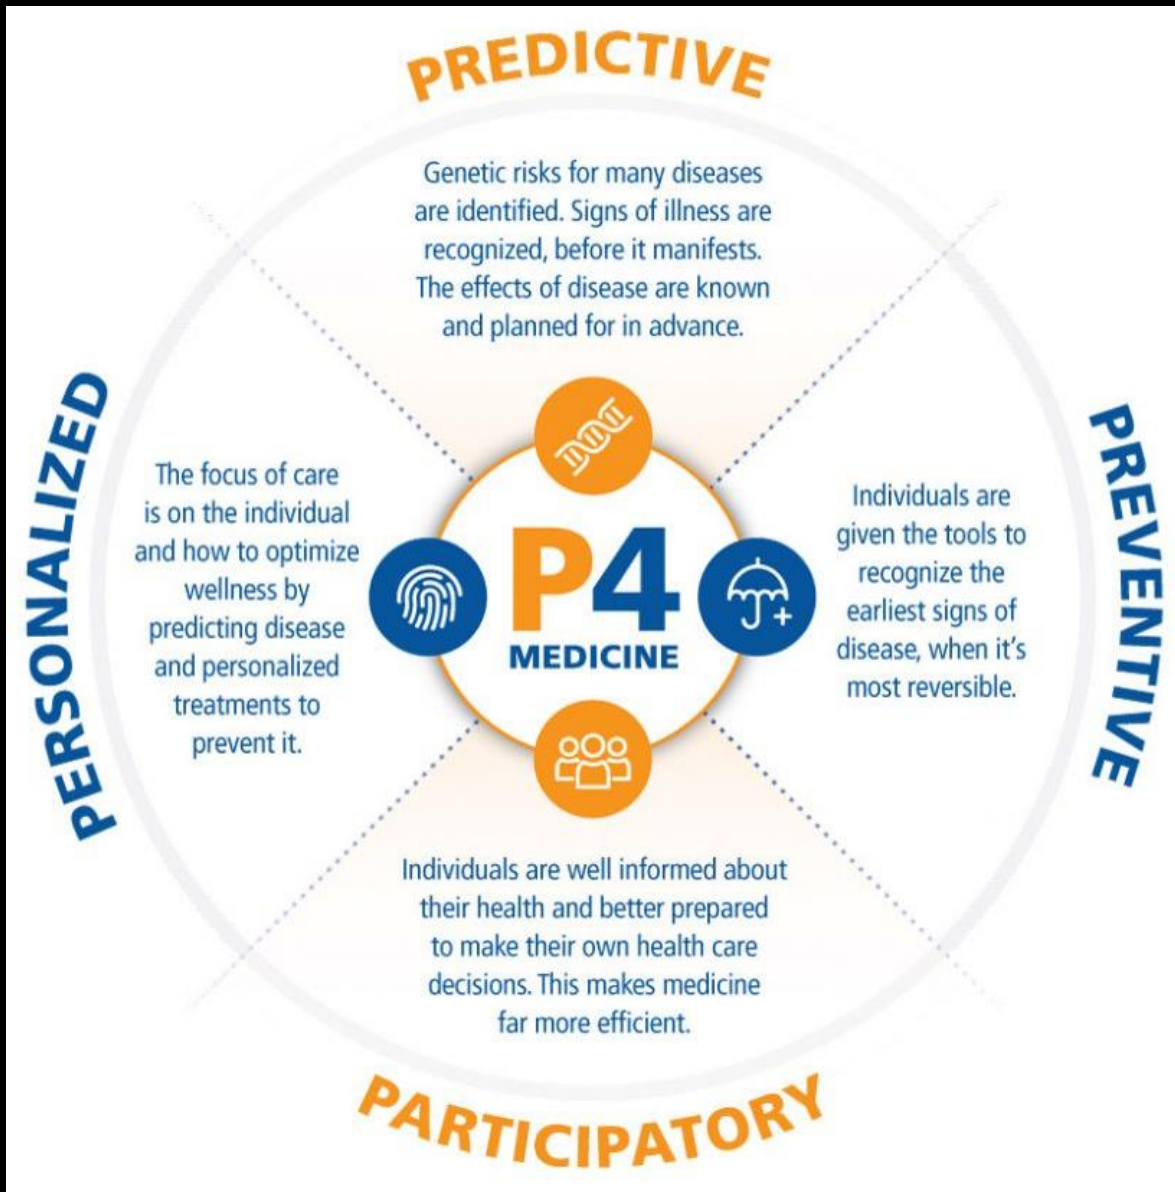 PREDICTIVE
Genetic risks for many diseases
are identified. Signs of illness are
recognized, before it manifests.
The effects of disease are known
and planned for in advance.
PERSONALIZED
The focus of care
is on the individual
and how to optimize
wellness by
predicting disease
and personalized
treatments to
prevent it.
P4
MEDICINE
PREVENTIVE
Individuals are
given the tools to
recognize the
earliest signs of
disease, when it's
most reversible.
Individuals are well informed about
their health and better prepared
to make their own health care
decisions. This makes medicine
far more efficient.
PARTICIPATORY